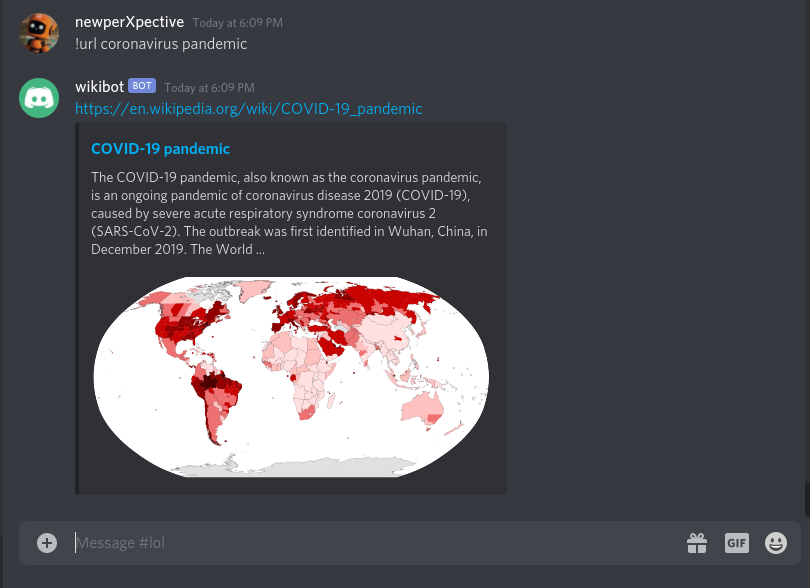 newperXpective Today at 6:09 PM
!url coronavirus pandemic
wikibot BOT Today at 6:09 PM
https://en.wikipedia.org/wiki/COVID-19_pandemic
COVID-19 pandemic
The COVID-19 pandemic, also known as the coronavirus pandemic,
is an ongoing pandemic of coronavirus disease 2019 (COVID-19),
caused by severe acute respiratory syndrome coronavirus 2
(SARS-CoV-2). The outbreak was first identified in Wuhan, China, in
December 2019. The World ...
Message #lol
GIF